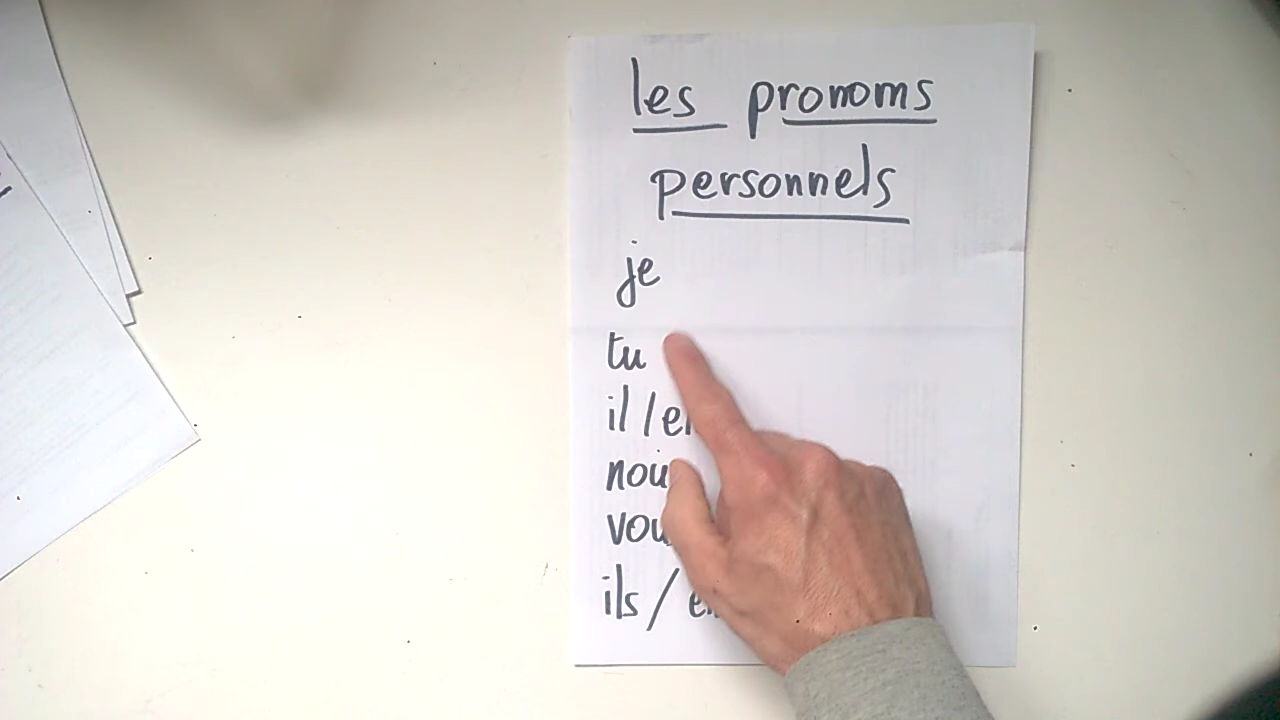 les pronoms
personnels
je
tu
il /
ils /